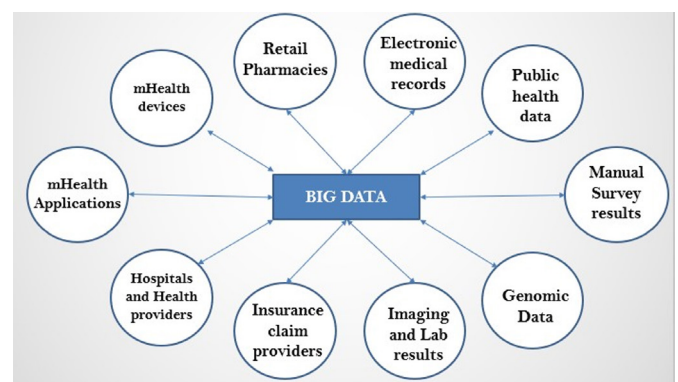 Retail
Pharmacies
Electronic
medical
records
mHealth
devices
Public
health
data
mHealth
Applications
BIG DATA
Manual
Survey
results
Hospitals
and Health
providers
Insurance
claim
providers
Imaging
and Lab
results
Genomic
Data